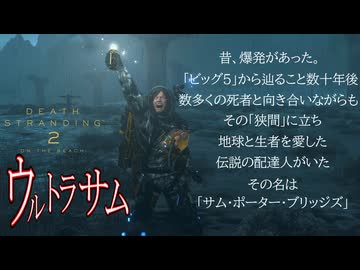 昔、爆発があった。
「ビッグ5」から辿ること数十年後
数多くの死者と向き合いながらも
その「狭間」に立ち
地球と生者を愛した
伝説の配達人がいた
その名は
「サム・ポーター・ブリッジズ」
DEATH
STRANDING 2
ON THE BEACH
ウルトラサム